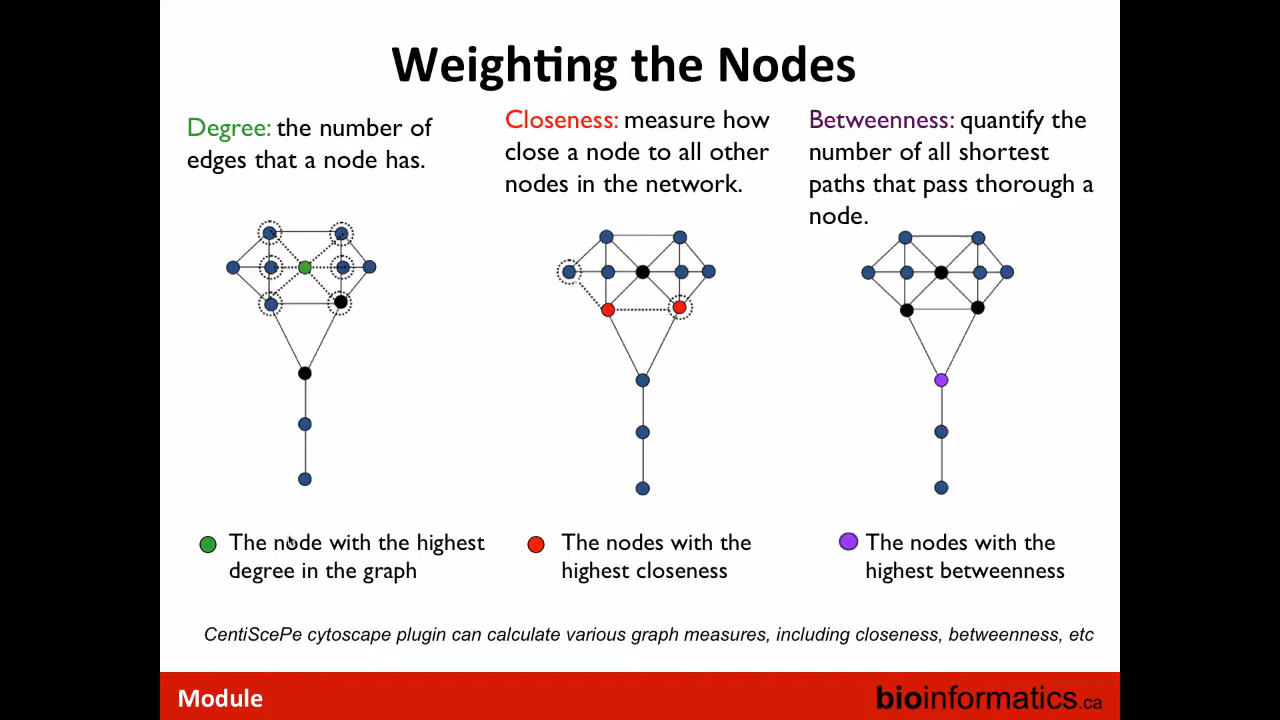 Weighting the Nodes
Degree: the number of
edges that a node has.
Closeness: measure how
close a node to all other
nodes in the network.
Betweenness: quantify the
number of all shortest
paths that pass thorough a
node.
The node with the highest
degree in the graph
The nodes with the
highest closeness
The nodes with the
highest betweenness
CentiScePe cytoscape plugin can calculate various graph measures, including closeness, betweenness, etc
Module
bioinformatics.ca